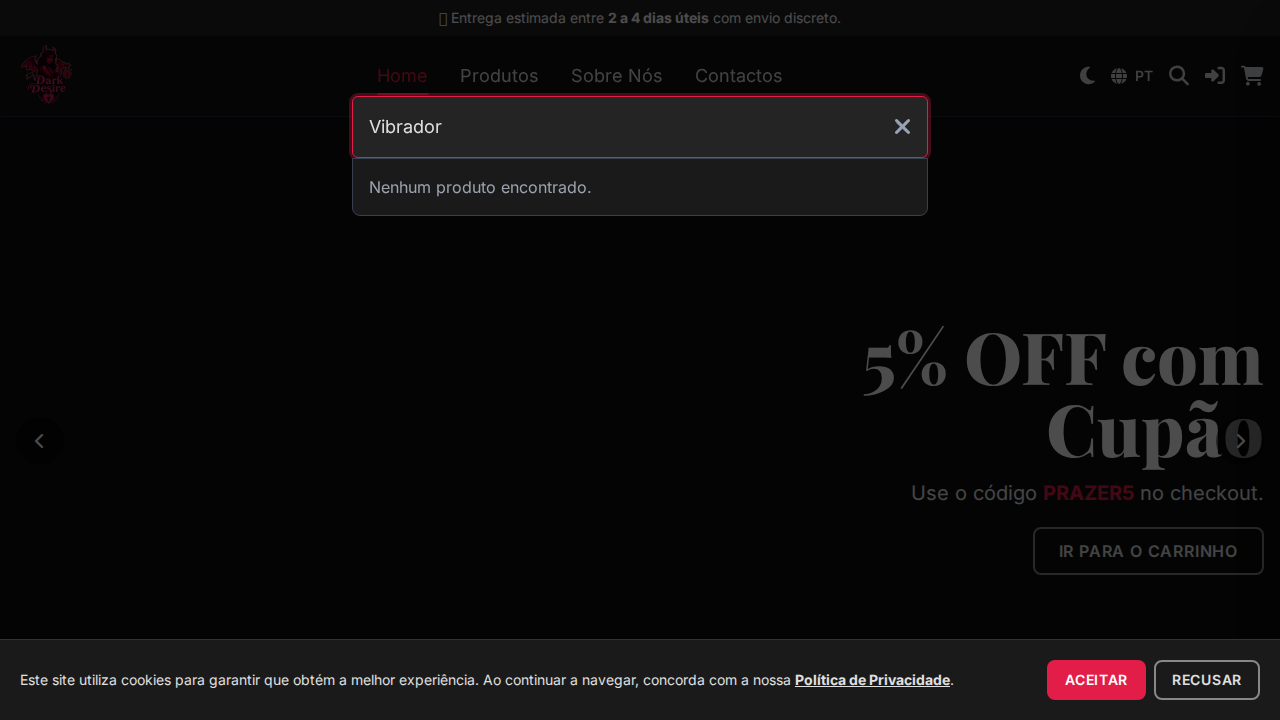 Entrega estimada entre 2 a 4 dias úteis com envio discreto.
Dark
Desire
Home
Produtos
Sobre Nós
Contactos
PT
Vibrador
Nenhum produto encontrado.
5% OFF com
Cupão
Use o código PRAZER5 no checkout.
IR PARA O CARRINHO
Este site utiliza cookies para garantir que obtém a melhor experiência. Ao continuar a navegar, concorda com a nossa Política de Privacidade.
ACEITAR
RECUSAR